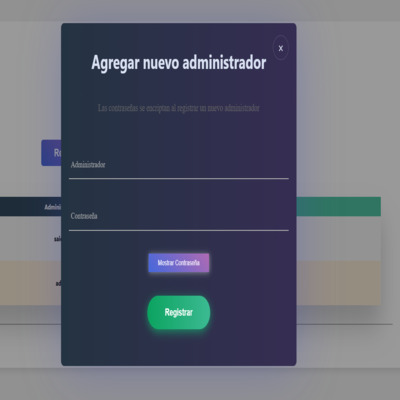 x
Agregar nuevo administrador
Las contraseñas se encriptan al registrar un nuevo administrador
Administrador
Contraseña
Mostrar Contraseña
Registrar